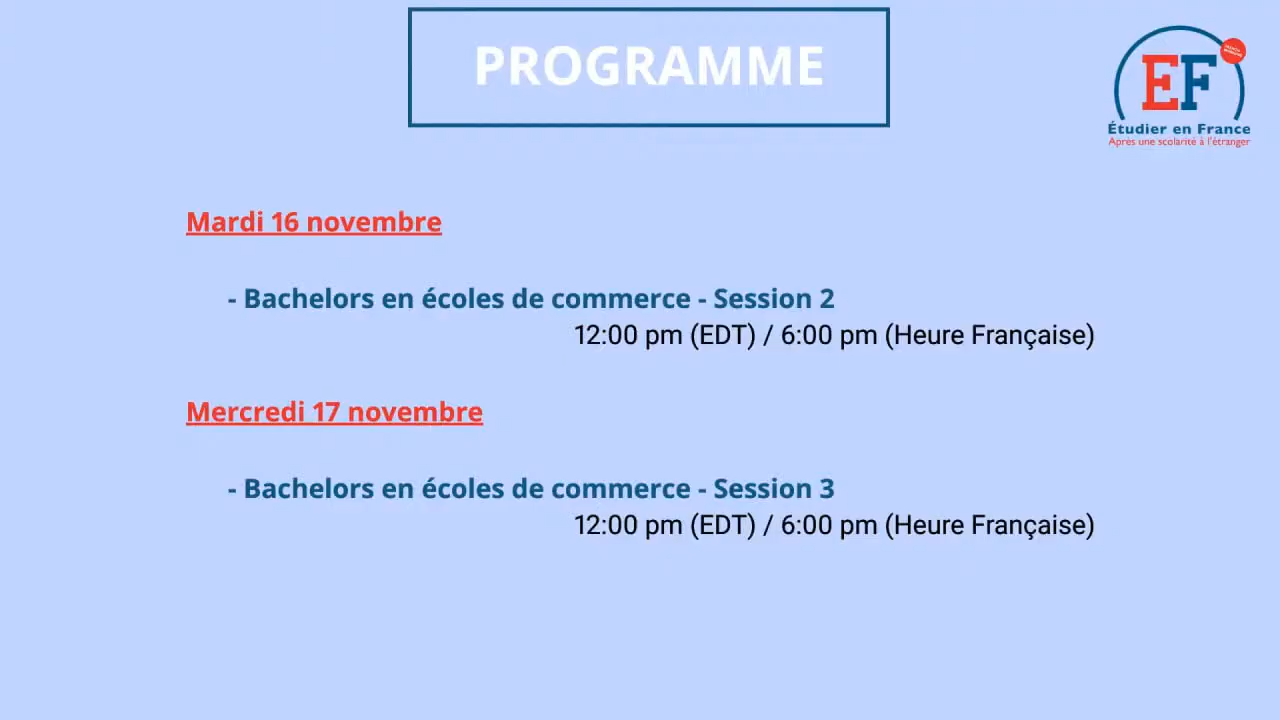 PROGRAMME
EF
Étudier en France
Après une scolarité à l'étranger
Mardi 16 novembre
- Bachelors en écoles de commerce - Session 2
12:00 pm (EDT) / 6:00 pm (Heure Française)
Mercredi 17 novembre
- Bachelors en écoles de commerce - Session 3
12:00 pm (EDT) / 6:00 pm (Heure Française)